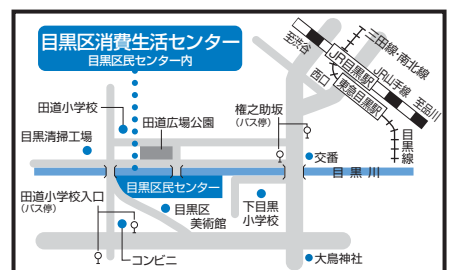 目黒区消費生活センター
目黒区民センター内
至渋谷
三田線・南北線
JR目黒駅
JR山手線
西口
東急目黒駅
至品川
目黒線
田道小学校
田道広場公園
権之助坂
(バス停)
目黒清掃工場
交番
目黒川
目黒区民センター
田道小学校入口
(バス停)
目黒区
美術館
下目黒
小学校
コンビニ
大鳥神社